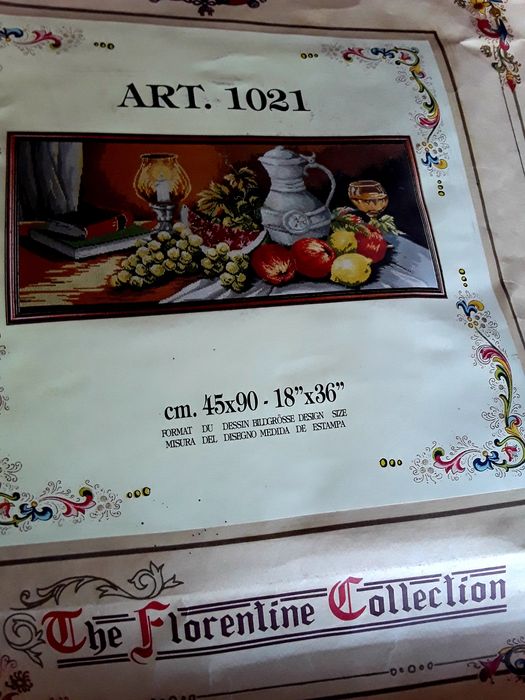 ART. 1021
cm. 45x90 - 18"x36"
FORMAT DU DESSIN BILDGRÖSSE DESIGN SIZE
MISURA DEL DISEGNO MEDIDA DE ESTAMPA
The Florentine Collection